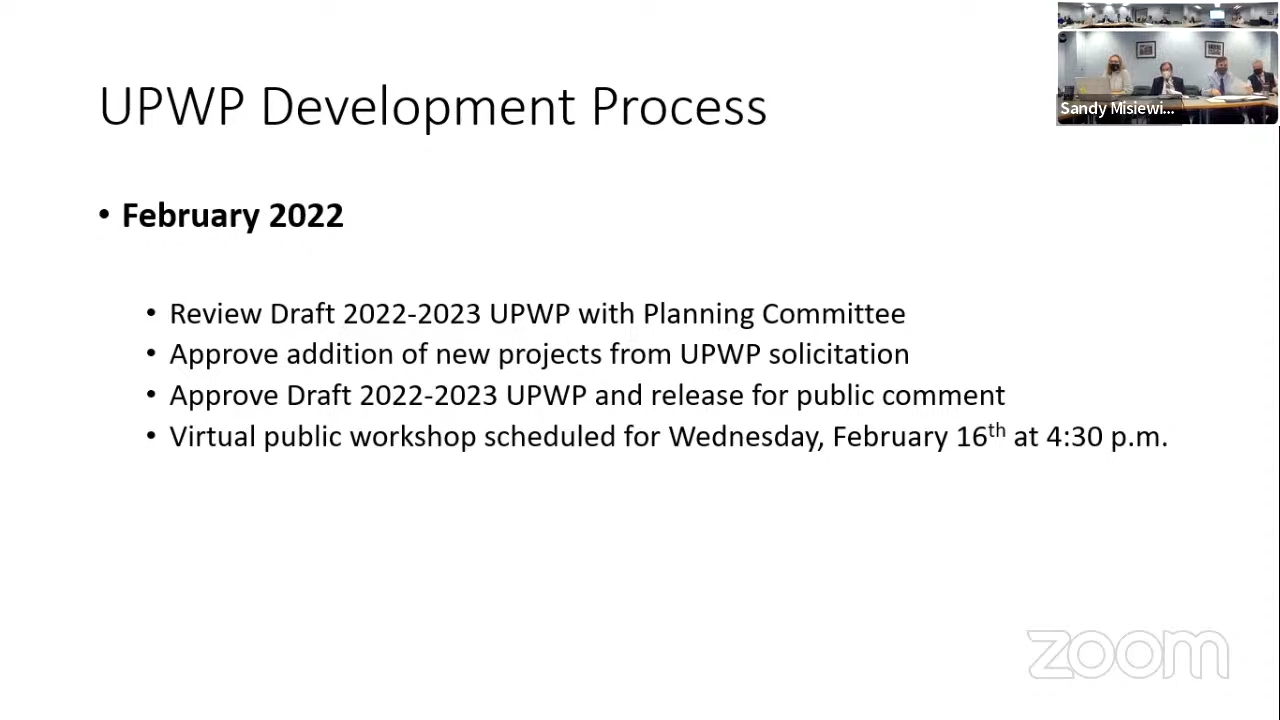 UPWP Development Process
Sandy Misiewi...
• February 2022
• Review Draft 2022-2023 UPWP with Planning Committee
• Approve addition of new projects from UPWP solicitation
• Approve Draft 2022-2023 UPWP and release for public comment
• Virtual public workshop scheduled for Wednesday, February 16th at 4:30 p.m.
zoom